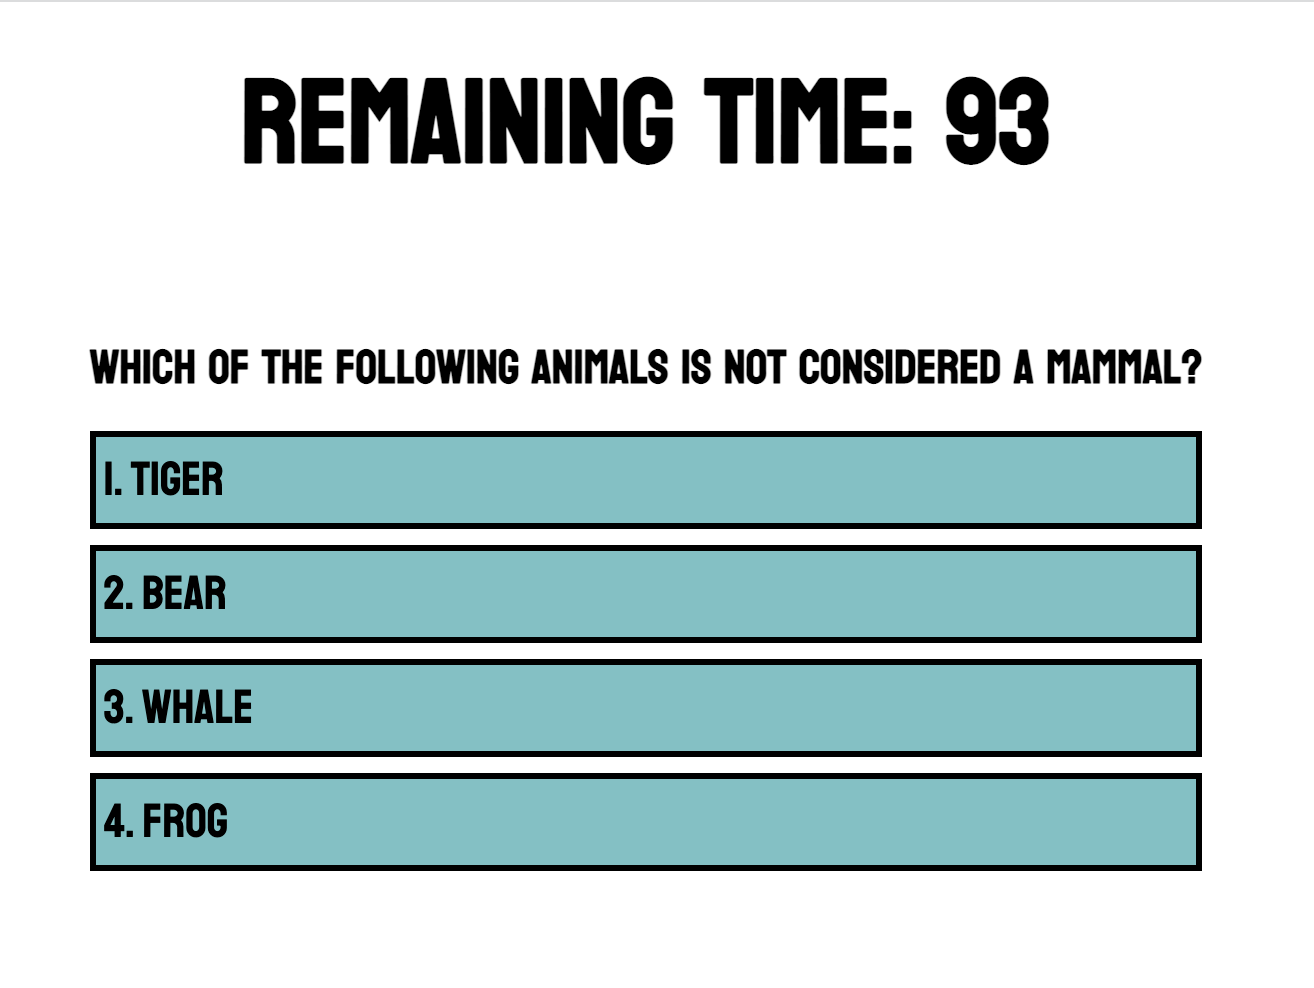 REMAINING TIME: 93
WHICH OF THE FOLLOWING ANIMALS IS NOT CONSIDERED A MAMMAL?
1. TIGER
2. BEAR
3. WHALE
4. FROG